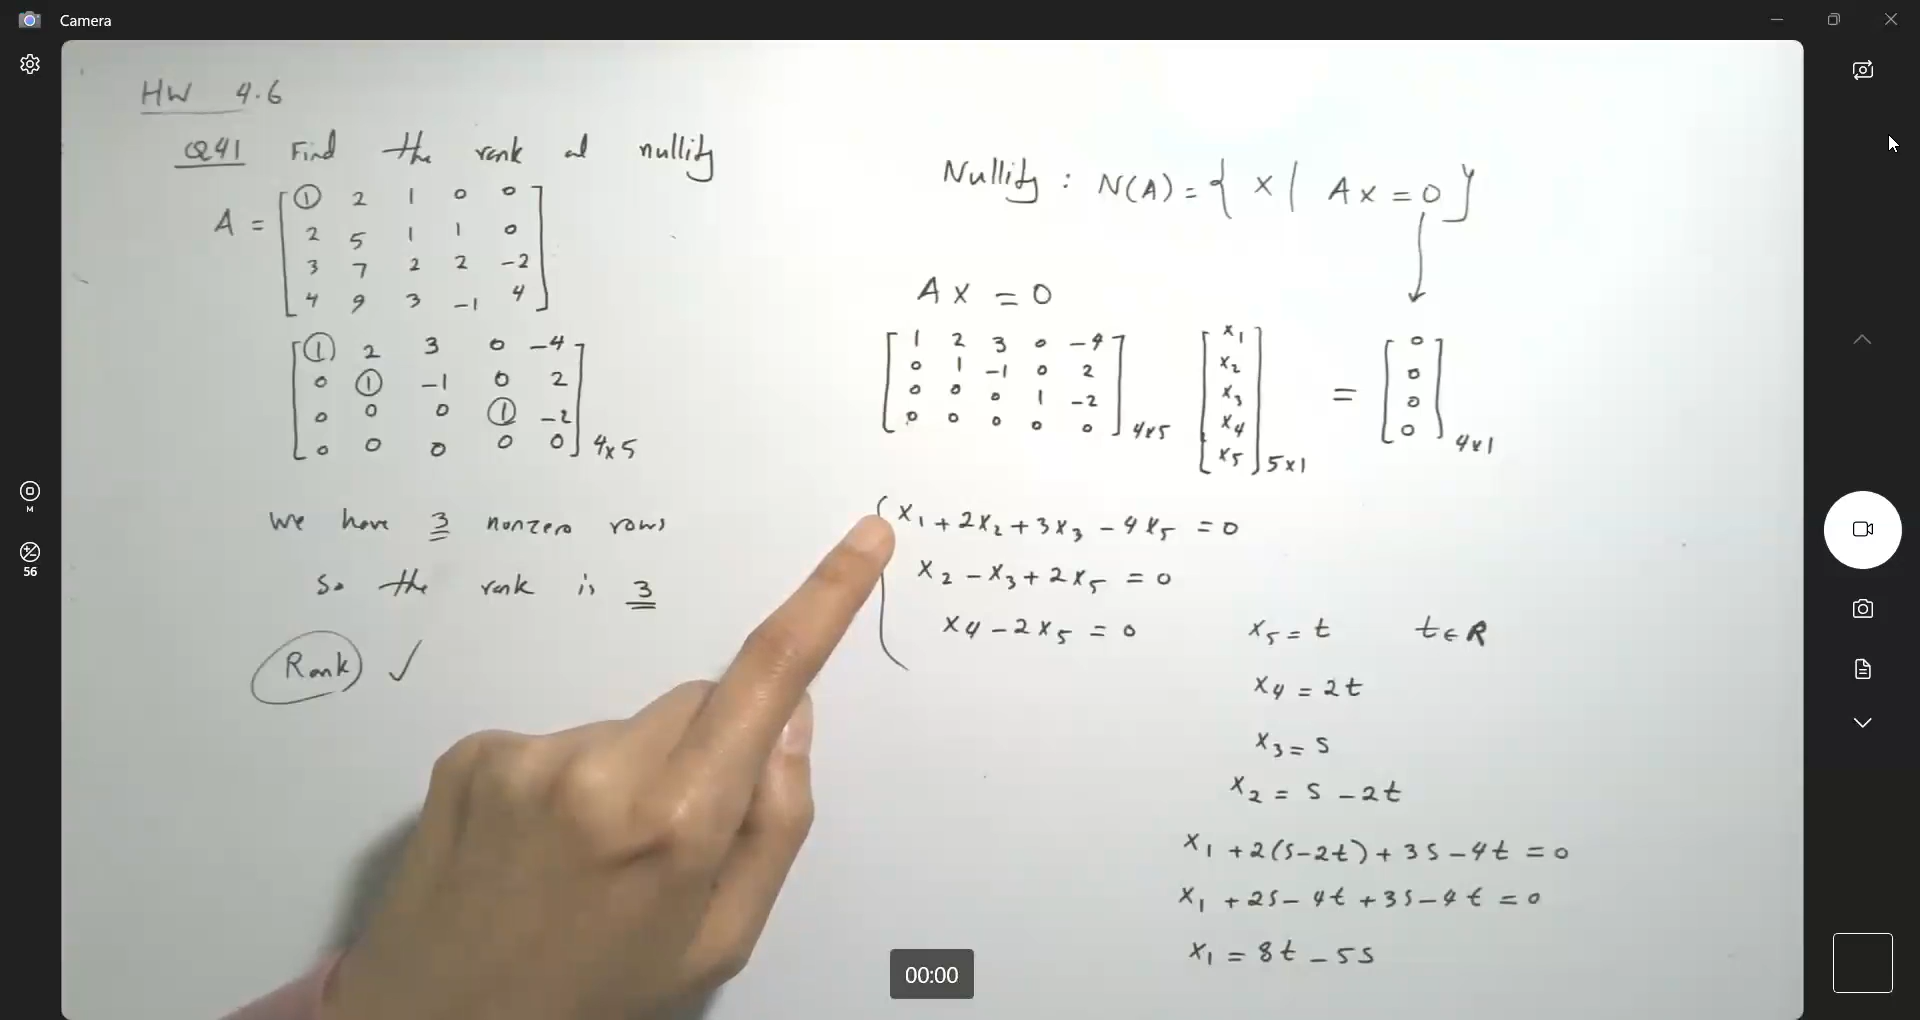 Camera
HW 4.6
Q41 Find the rank and nullity
A = [1 2 1 0 0
2 5 1 1 0
3 7 2 2 -2
4 9 3 -1 4]
[1 2 3 0 -4
0 1 -1 0 2
0 0 0 1 -2
0 0 0 0 0] 4x5
We have 3 nonzero rows
So the rank is 3
Rank ✓
Nullity : N(A) = { x | Ax = 0 }
Ax = 0
[1 2 3 0 -4
0 1 -1 0 2
0 0 0 1 -2
0 0 0 0 0] 4x5
[x1
x2
x3
x4
x5] 5x1
=
[0
0
0
0] 4x1
x1 + 2x2 + 3x3 - 4x5 = 0
x2 - x3 + 2x5 = 0
x4 - 2x5 = 0
x5 = t t ∈ R
x4 = 2t
x3 = s
x2 = s - 2t
x1 + 2(s-2t) + 3s - 4t = 0
x1 + 2s - 4t + 3s - 4t = 0
x1 = 8t - 5s
M
56
00:00